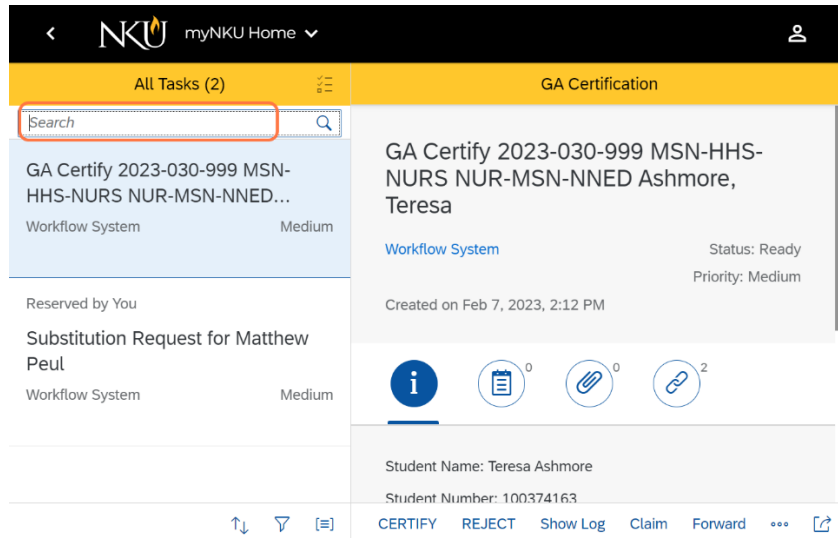 NKU myNKU Home
All Tasks (2)
Search
GA Certify 2023-030-999 MSN-
HHS-NURS NUR-MSN-NNED...
Workflow System Medium
Reserved by You
Substitution Request for Matthew
Peul
Workflow System Medium
GA Certification
GA Certify 2023-030-999 MSN-HHS-
NURS NUR-MSN-NNED Ashmore,
Teresa
Workflow System Status: Ready
Priority: Medium
Created on Feb 7, 2023, 2:12 PM
i 0 0 2
Student Name: Teresa Ashmore
Student Number: 100374163
CERTIFY REJECT Show Log Claim Forward